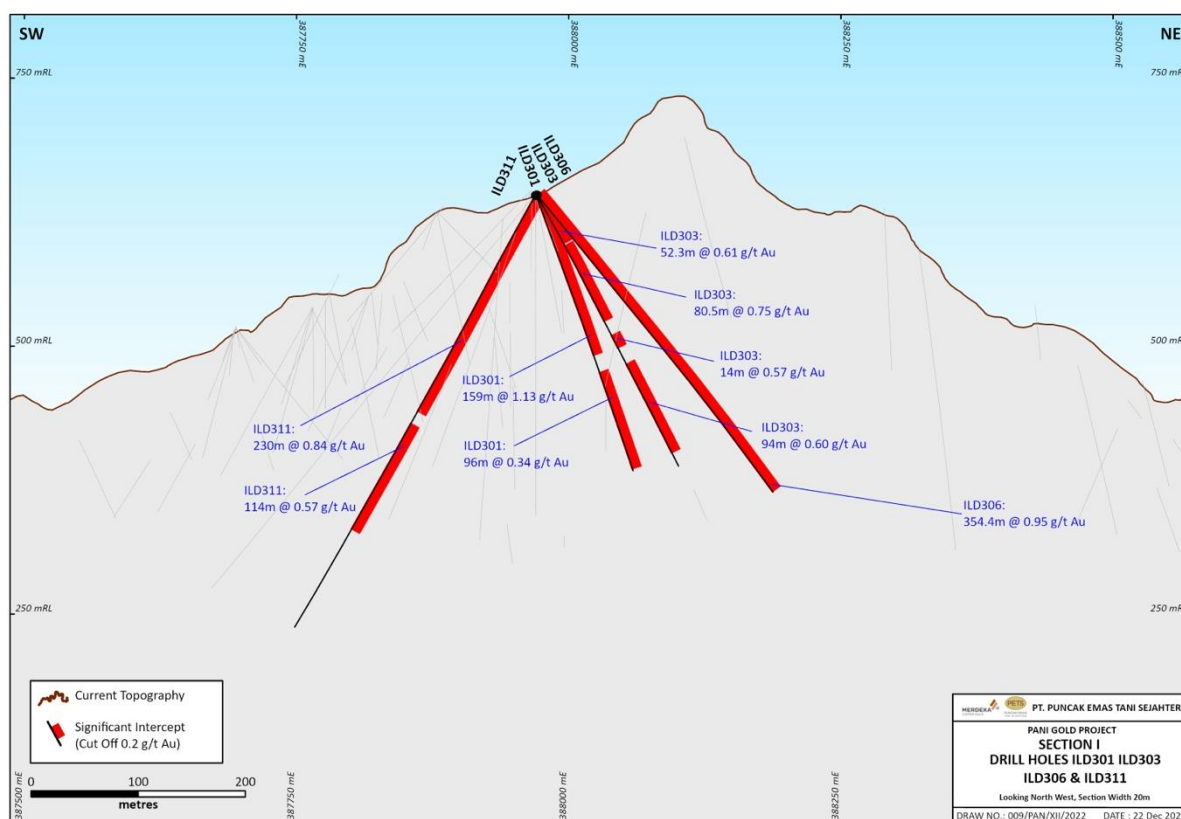 SW
387750 mE
388000 mE
388250 mE
388500 mE
NE
750 mRL
750 mRL
ILD311
ILD301
ILD303
ILD306
ILD303:
52.3m @ 0.61 g/t Au
ILD303:
80.5m @ 0.75 g/t Au
500 mRL
500 mRL
ILD303:
14m @ 0.57 g/t Au
ILD301:
159m @ 1.13 g/t Au
ILD311:
230m @ 0.84 g/t Au
ILD303:
94m @ 0.60 g/t Au
ILD301:
96m @ 0.34 g/t Au
ILD311:
114m @ 0.57 g/t Au
ILD306:
354.4m @ 0.95 g/t Au
250 mRL
250 mRL
Current Topography
Significant Intercept
(Cut Off 0.2 g/t Au)
0 100 200
metres
387500 mE
387750 mE
388000 mE
388250 mE
MERDEKA
PETS
PT. PUNCAK EMAS TANI SEJAHTER
PANI GOLD PROJECT
SECTION I
DRILL HOLES ILD301 ILD303
ILD306 & ILD311
Looking North West, Section Width 20m
DRAW NO.: 009/PAN/XII/2022 DATE : 22 Dec 202